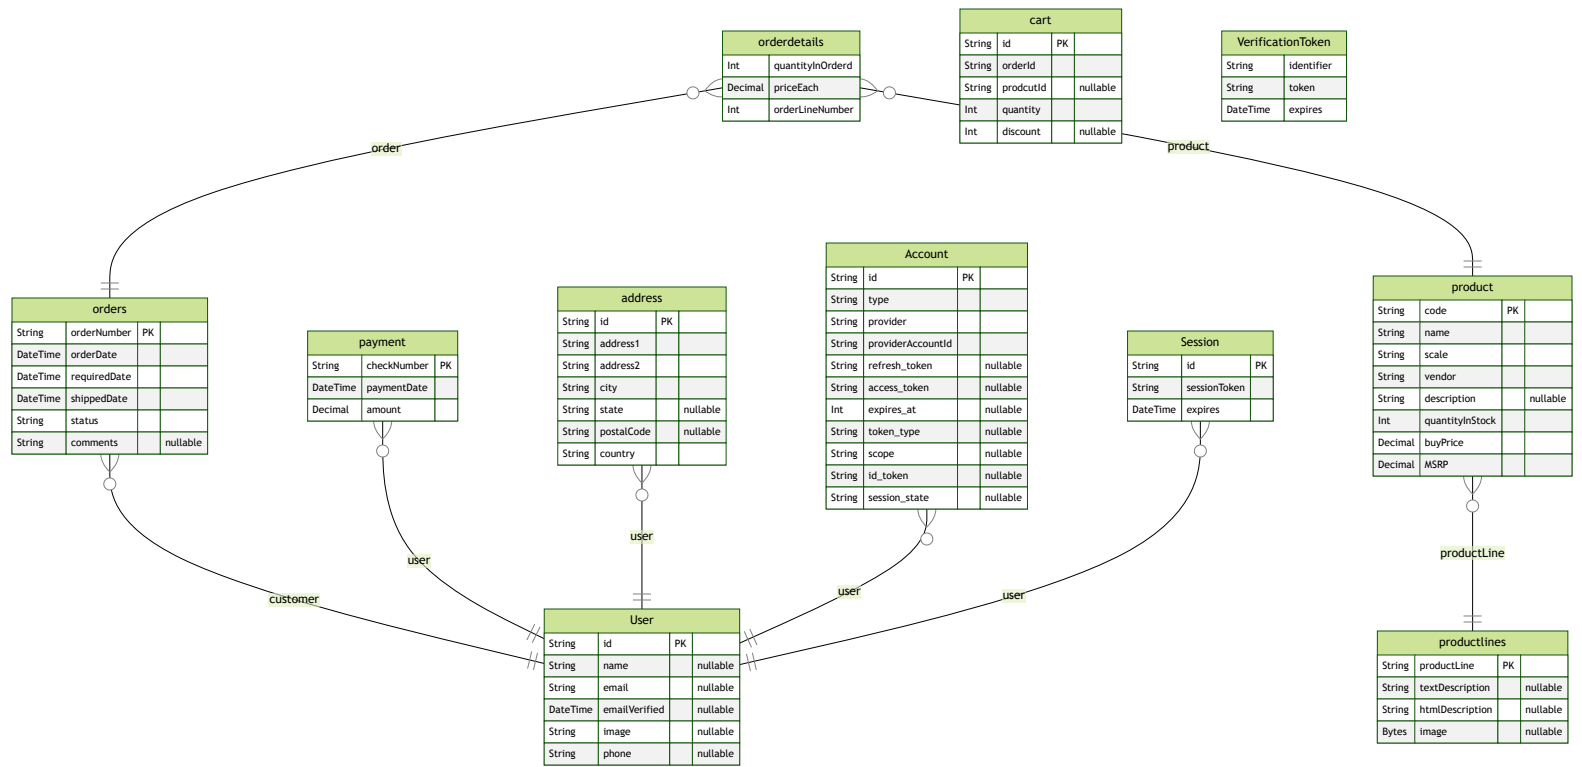 orderdetails
Int quantityInOrderd
Decimal priceEach
Int orderLineNumber
cart
String id PK
String orderId
String prodcutId nullable
Int quantity
Int discount nullable
VerificationToken
String identifier
String token
DateTime expires
order
product
orders
String orderNumber PK
DateTime orderDate
DateTime requiredDate
DateTime shippedDate
String status
String comments nullable
payment
String checkNumber PK
DateTime paymentDate
Decimal amount
address
String id PK
String address1
String address2
String city
String state nullable
String postalCode nullable
String country
Account
String id PK
String type
String provider
String providerAccountId
String refresh_token nullable
String access_token nullable
Int expires_at nullable
String token_type nullable
String scope nullable
String id_token nullable
String session_state nullable
Session
String id PK
String sessionToken
DateTime expires
product
String code PK
String name
String scale
String vendor
String description nullable
Int quantityInStock
Decimal buyPrice
Decimal MSRP
customer
user
user
user
user
productLine
User
String id PK
String name nullable
String email nullable
DateTime emailVerified nullable
String image nullable
String phone nullable
productlines
String productLine PK
String textDescription nullable
String htmlDescription nullable
Bytes image nullable